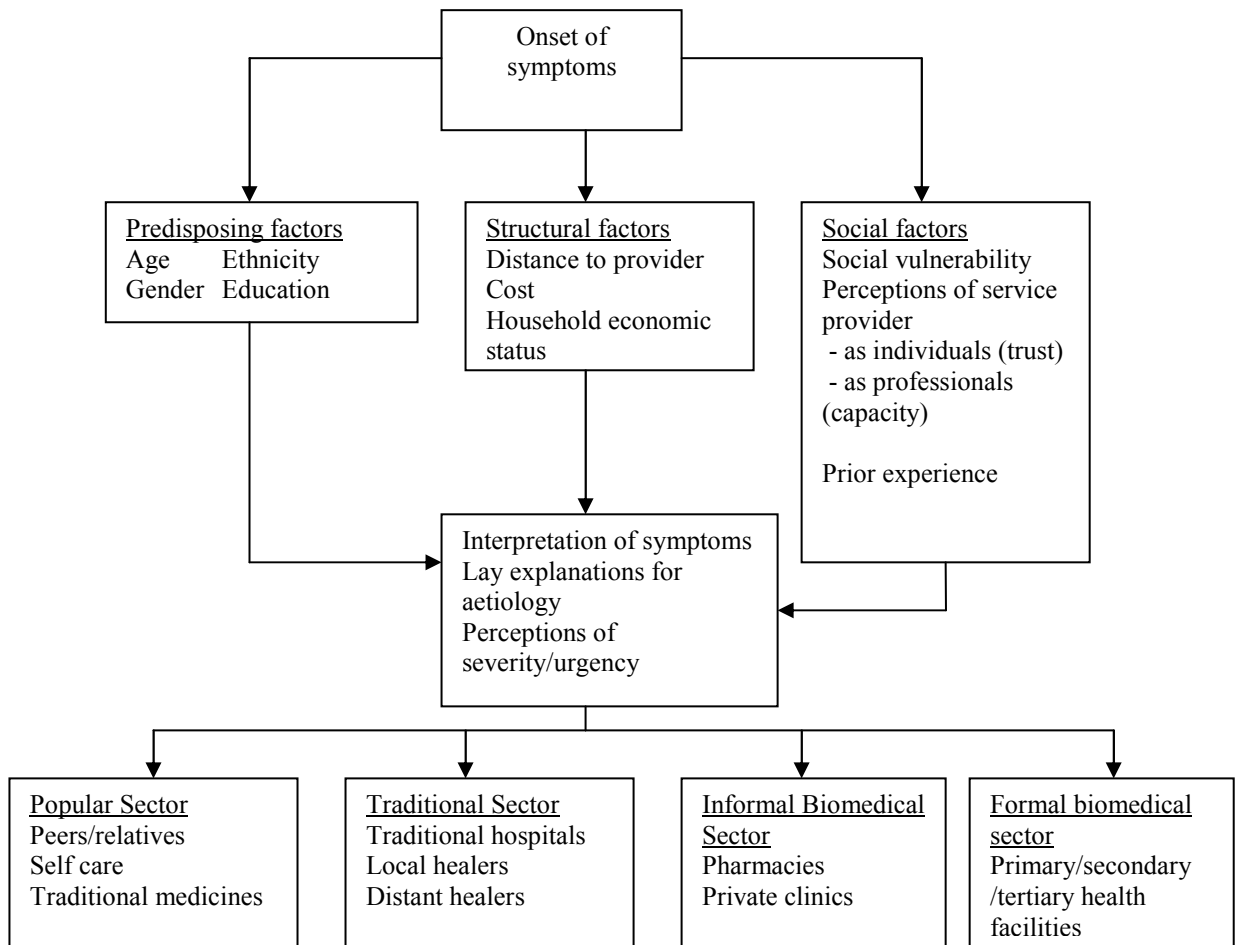 Onset of
symptoms
Predisposing factors
Age Ethnicity
Gender Education
Structural factors
Distance to provider
Cost
Household economic
status
Social factors
Social vulnerability
Perceptions of service
provider
- as individuals (trust)
- as professionals
(capacity)
Prior experience
Interpretation of symptoms
Lay explanations for
aetiology
Perceptions of
severity/urgency
Popular Sector
Peers/relatives
Self care
Traditional medicines
Traditional Sector
Traditional hospitals
Local healers
Distant healers
Informal Biomedical
Sector
Pharmacies
Private clinics
Formal biomedical
sector
Primary/secondary
/tertiary health
facilities